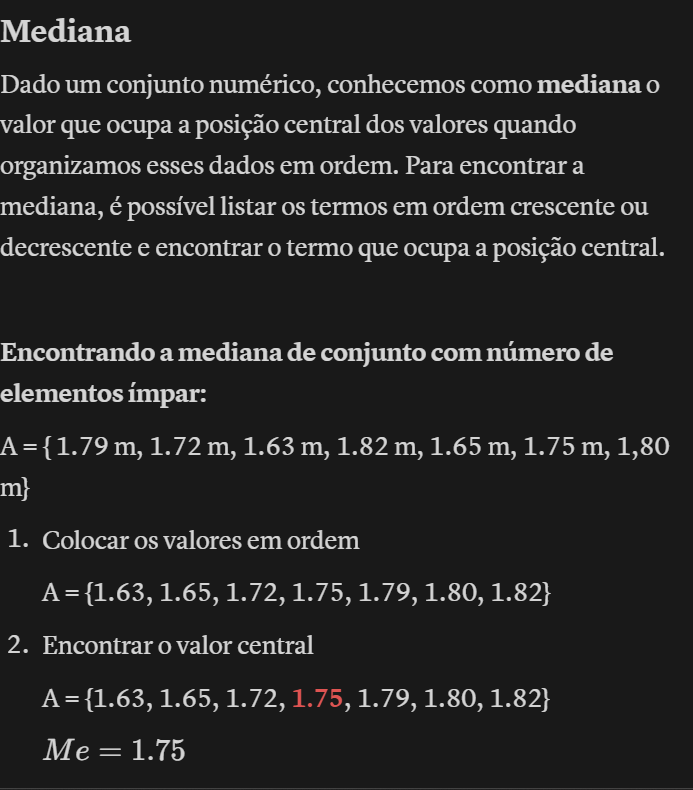 Mediana
Dado um conjunto numérico, conhecemos como mediana o
valor que ocupa a posição central dos valores quando
organizamos esses dados em ordem. Para encontrar a
mediana, é possível listar os termos em ordem crescente ou
decrescente e encontrar o termo que ocupa a posição central.
Encontrando a mediana de conjunto com número de
elementos ímpar:
A = { 1.79 m, 1.72 m, 1.63 m, 1.82 m, 1.65 m, 1.75 m, 1,80
m}
1. Colocar os valores em ordem
A = {1.63, 1.65, 1.72, 1.75, 1.79, 1.80, 1.82}
2. Encontrar o valor central
A = {1.63, 1.65, 1.72, 1.75, 1.79, 1.80, 1.82}
Me = 1.75